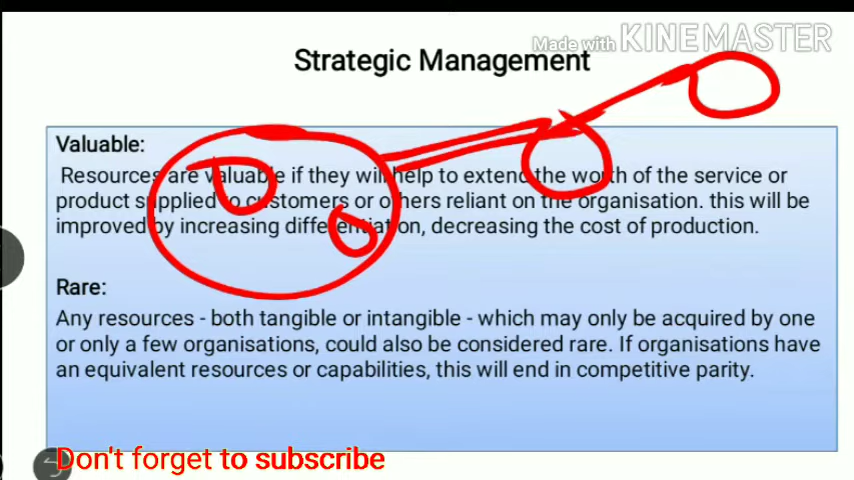 Made with KINEMASTER
Strategic Management
Valuable:
Resources are valuable if they will help to extend the worth of the service or
product supplied to customers or others reliant on the organisation. this will be
improved by increasing differentiation, decreasing the cost of production.
Rare:
Any resources - both tangible or intangible - which may only be acquired by one
or only a few organisations, could also be considered rare. If organisations have
an equivalent resources or capabilities, this will end in competitive parity.
Don't forget to subscribe